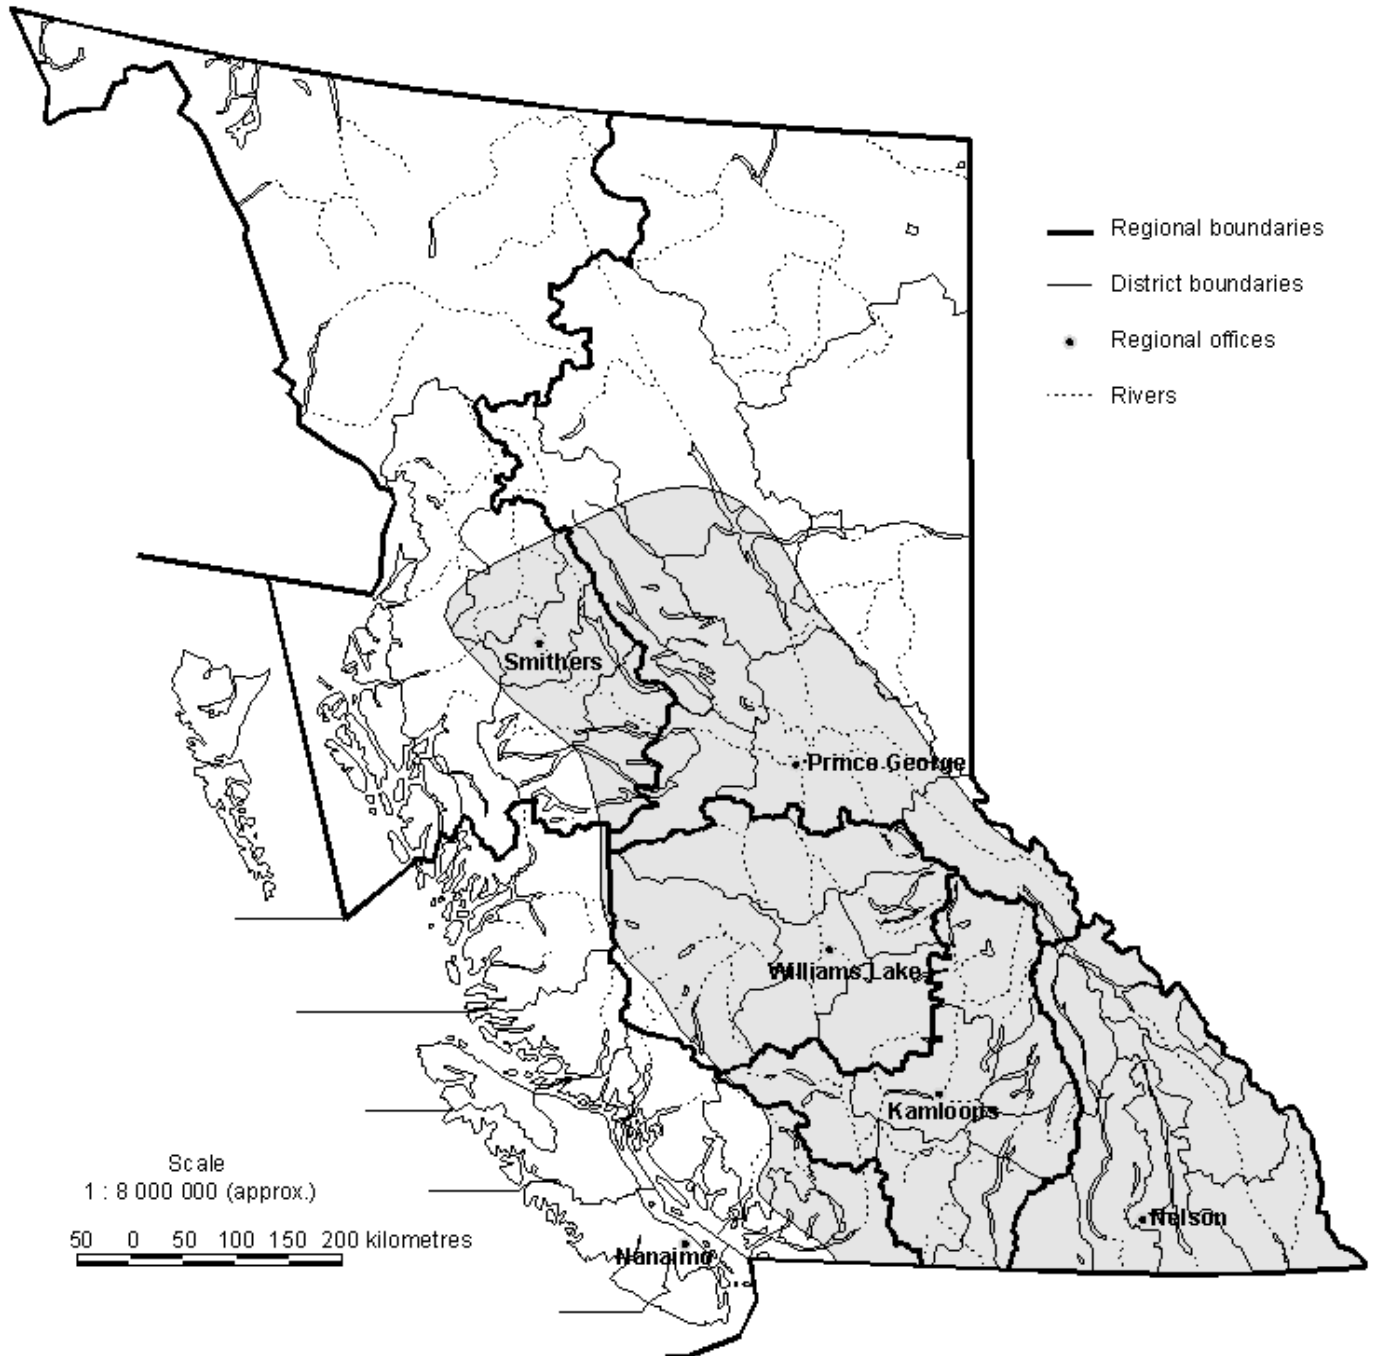 Regional boundaries
District boundaries
Regional offices
Rivers
Smithers
Prince George
Williams Lake
Kamloops
Nelson
Nanaimo
Scale
1 : 8 000 000 (approx.)
50 0 50 100 150 200 kilometres